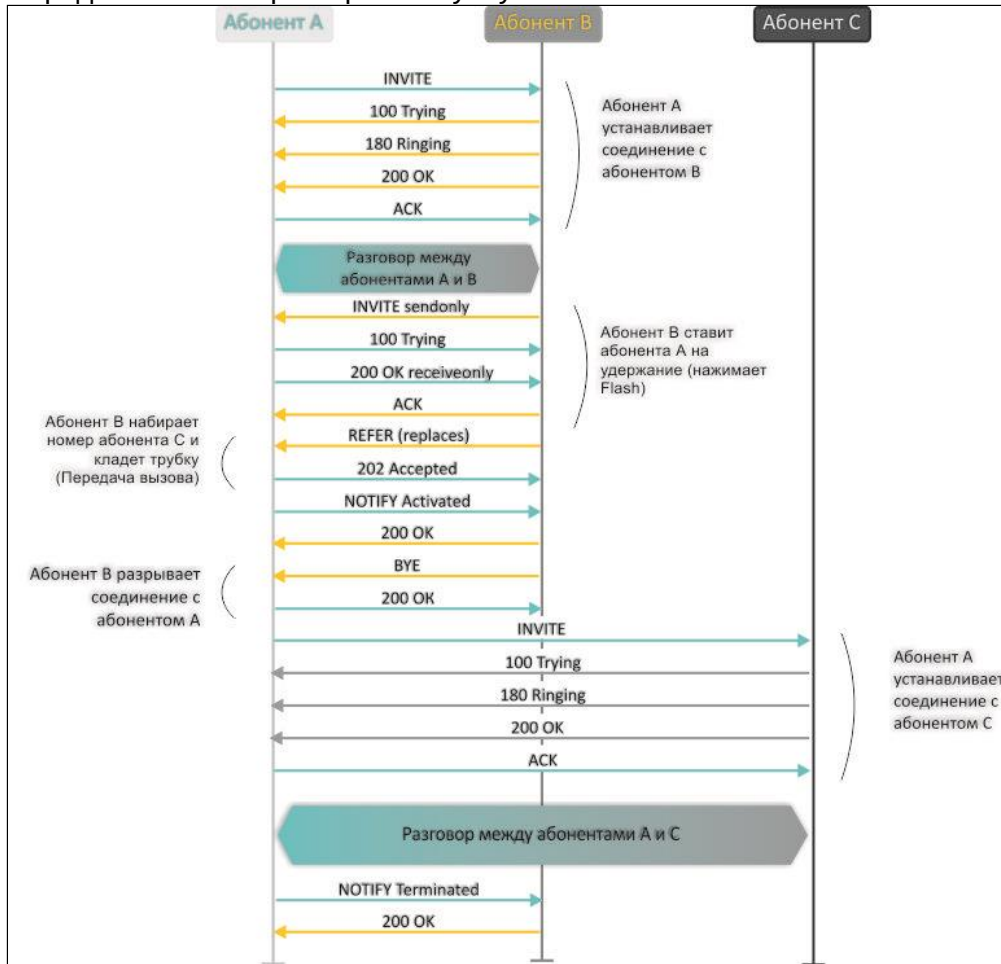 Абонент А
Абонент В
Абонент С
INVITE
100 Trying
180 Ringing
200 OK
ACK
Абонент А
устанавливает
соединение с
абонентом В
Разговор между
абонентами А и В
INVITE sendonly
100 Trying
200 OK receiveonly
ACK
Абонент В ставит
абонента А на
удержание (нажимает
Flash)
REFER (replaces)
202 Accepted
Абонент В набирает
номер абонента С и
кладет трубку
(Передача вызова)
NOTIFY Activated
200 OK
BYE
200 OK
Абонент В разрывает
соединение с
абонентом А
INVITE
100 Trying
180 Ringing
200 OK
ACK
Абонент А
устанавливает
соединение с
абонентом С
Разговор между абонентами А и С
NOTIFY Terminated
200 OK